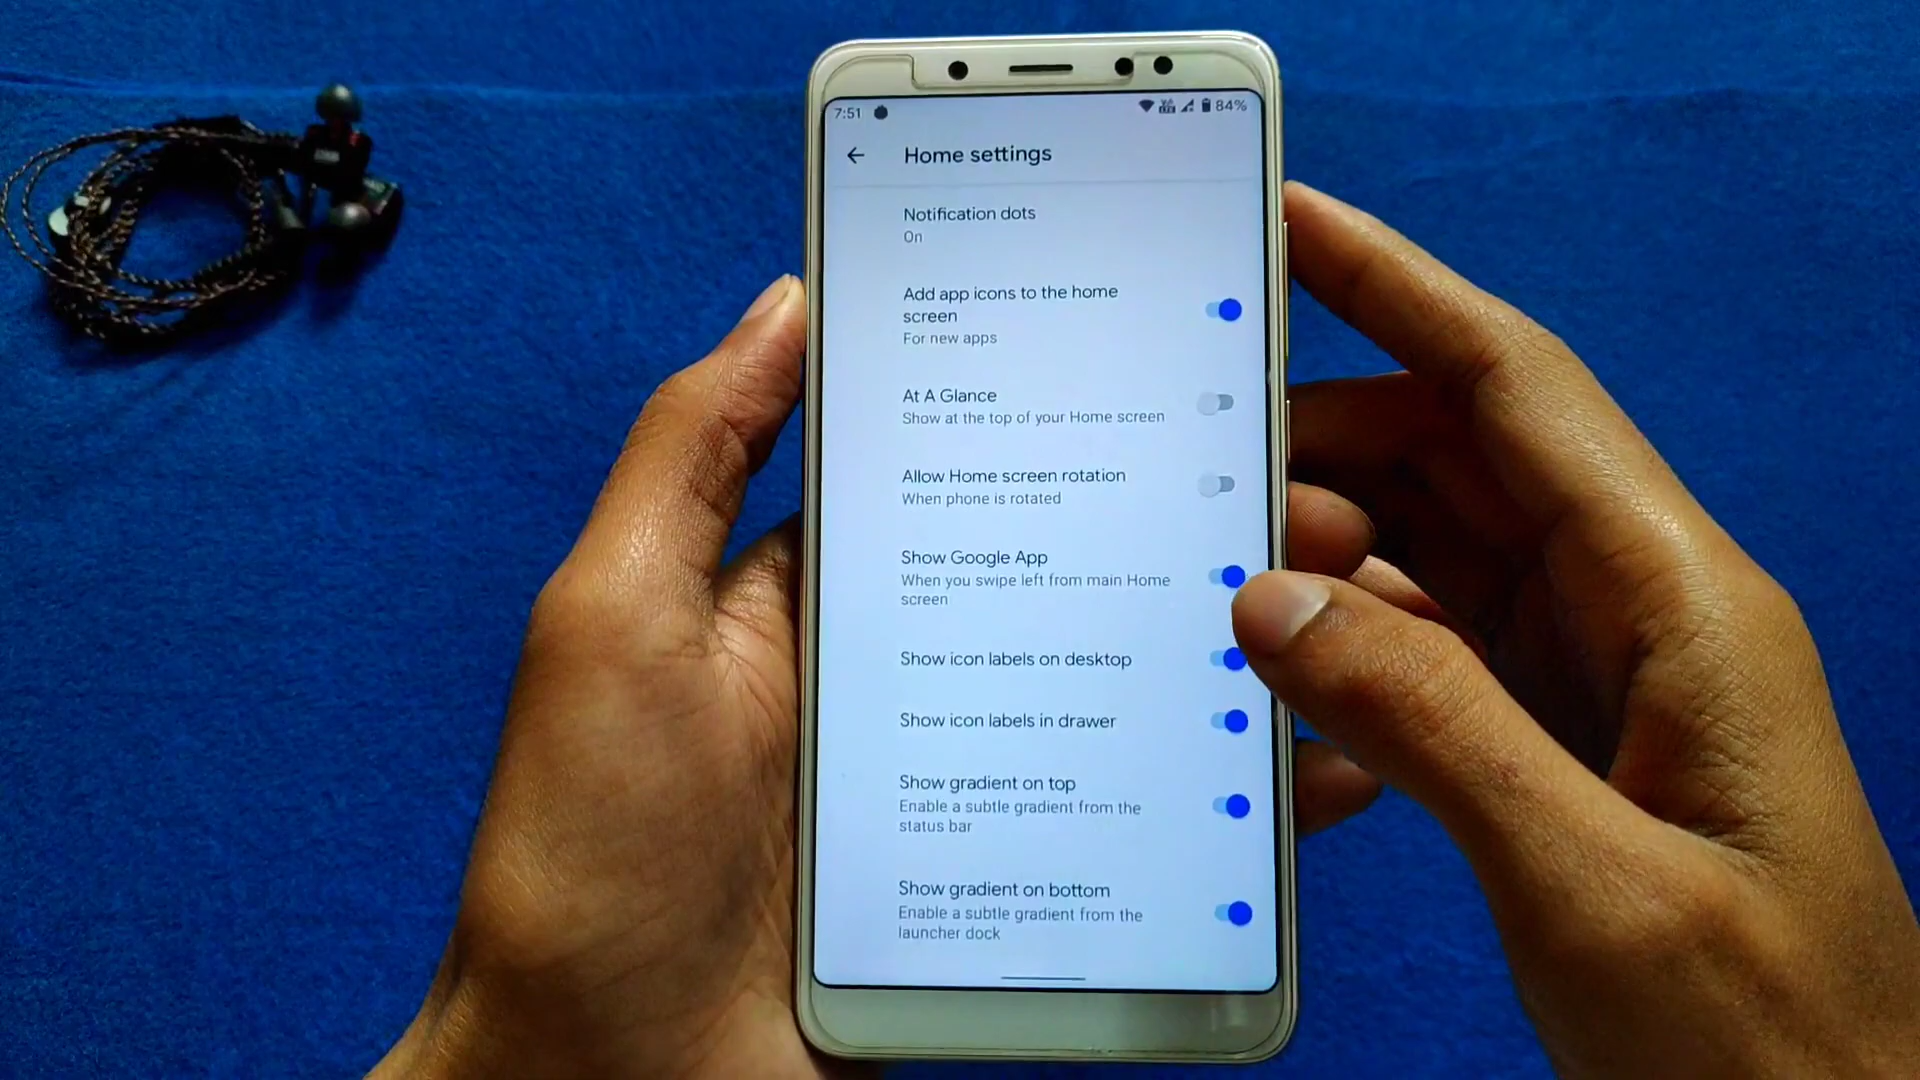 7:51 84%
Home settings
Notification dots
On
Add app icons to the home
screen
For new apps
At A Glance
Show at the top of your Home screen
Allow Home screen rotation
When phone is rotated
Show Google App
When you swipe left from main Home
screen
Show icon labels on desktop
Show icon labels in drawer
Show gradient on top
Enable a subtle gradient from the
status bar
Show gradient on bottom
Enable a subtle gradient from the
launcher dock